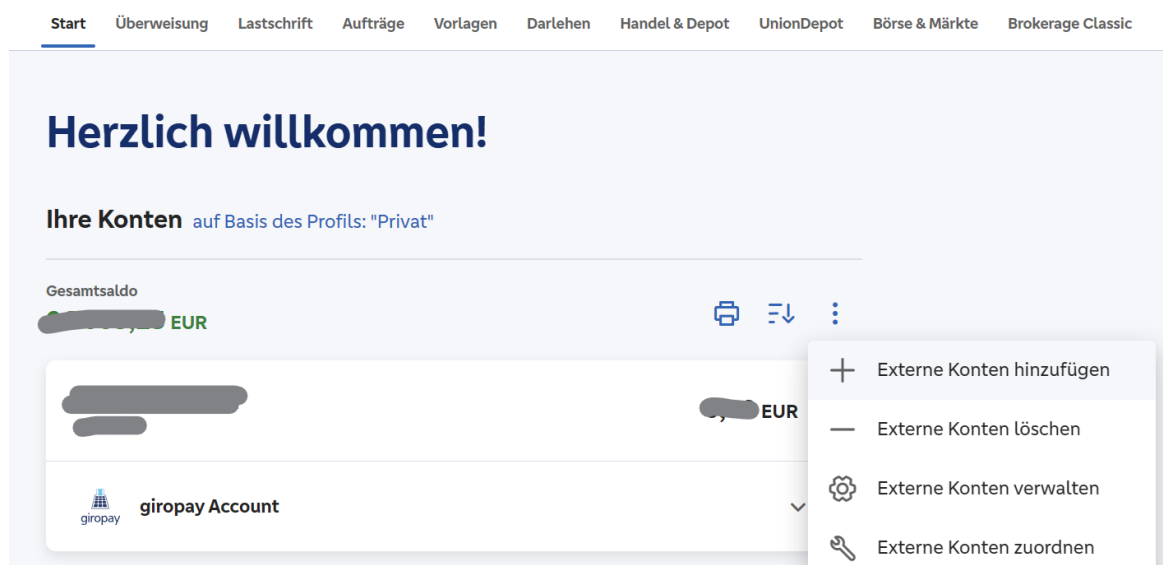 Start Überweisung Lastschrift Aufträge Vorlagen Darlehen Handel & Depot UnionDepot Börse & Märkte Brokerage Classic
Herzlich willkommen!
Ihre Konten auf Basis des Profils: "Privat"
Gesamtsaldo
EUR
EUR
giropay
giropay Account
Externe Konten hinzufügen
Externe Konten löschen
Externe Konten verwalten
Externe Konten zuordnen